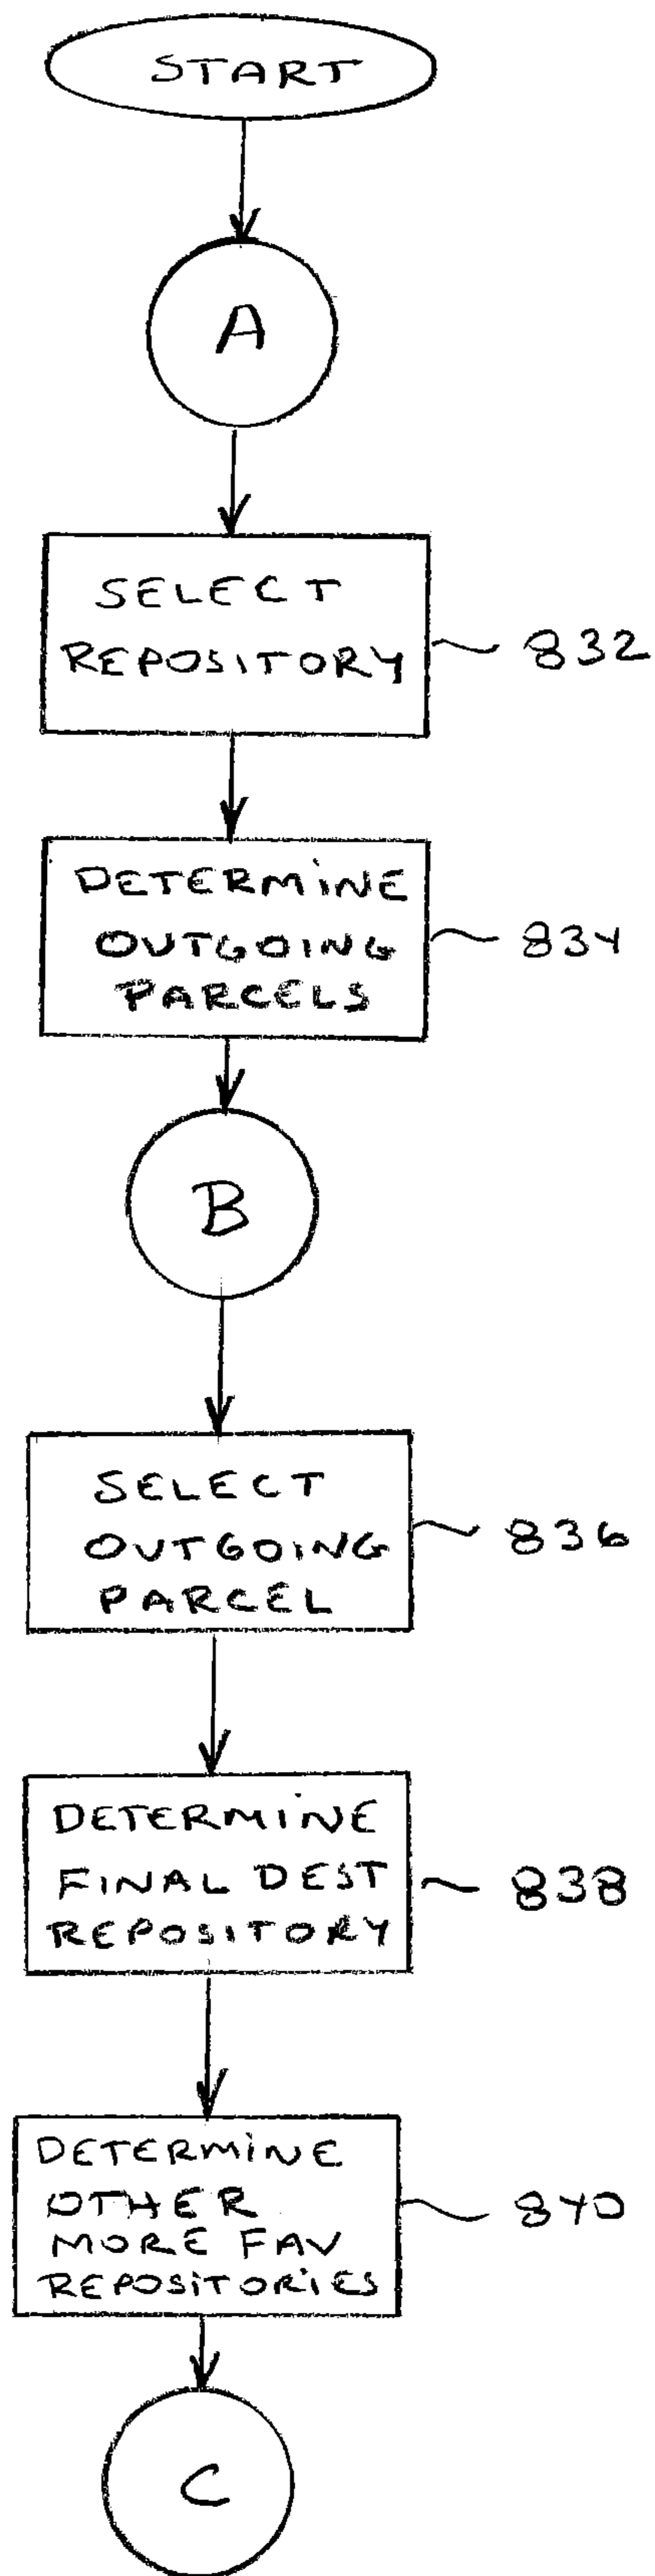 START
A
SELECT
REPOSITORY
832
DETERMINE
OUTGOING
PARCELS
834
B
SELECT
OUTGOING
PARCEL
836
DETERMINE
FINAL DEST
REPOSITORY
838
DETERMINE
OTHER
MORE FAV
REPOSITORIES
840
C